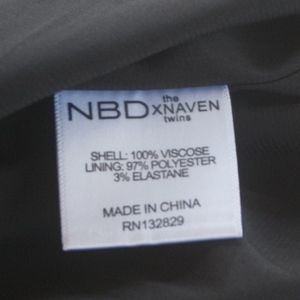 NBD
the
xNAVEN
twins
SHELL: 100% VISCOSE
LINING: 97% POLYESTER
3% ELASTANE
MADE IN CHINA
RN132829